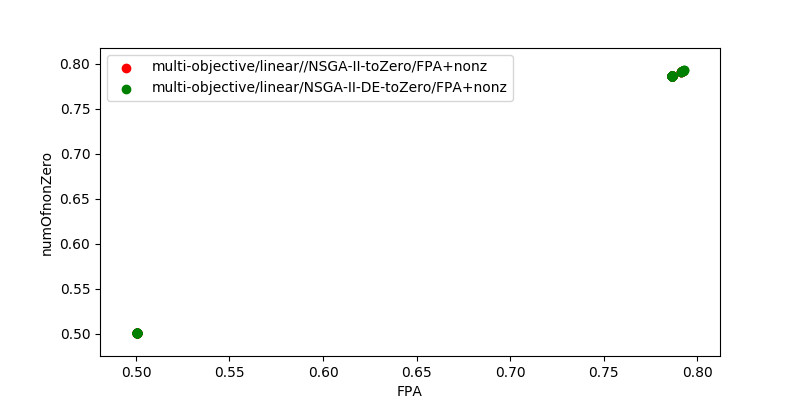 multi-objective/linear//NSGA-II-toZero/FPA+nonz
multi-objective/linear/NSGA-II-DE-toZero/FPA+nonz
0.80
0.75
0.70
0.65
0.60
0.55
0.50
numOfnonZero
0.50 0.55 0.60 0.65 0.70 0.75 0.80
FPA